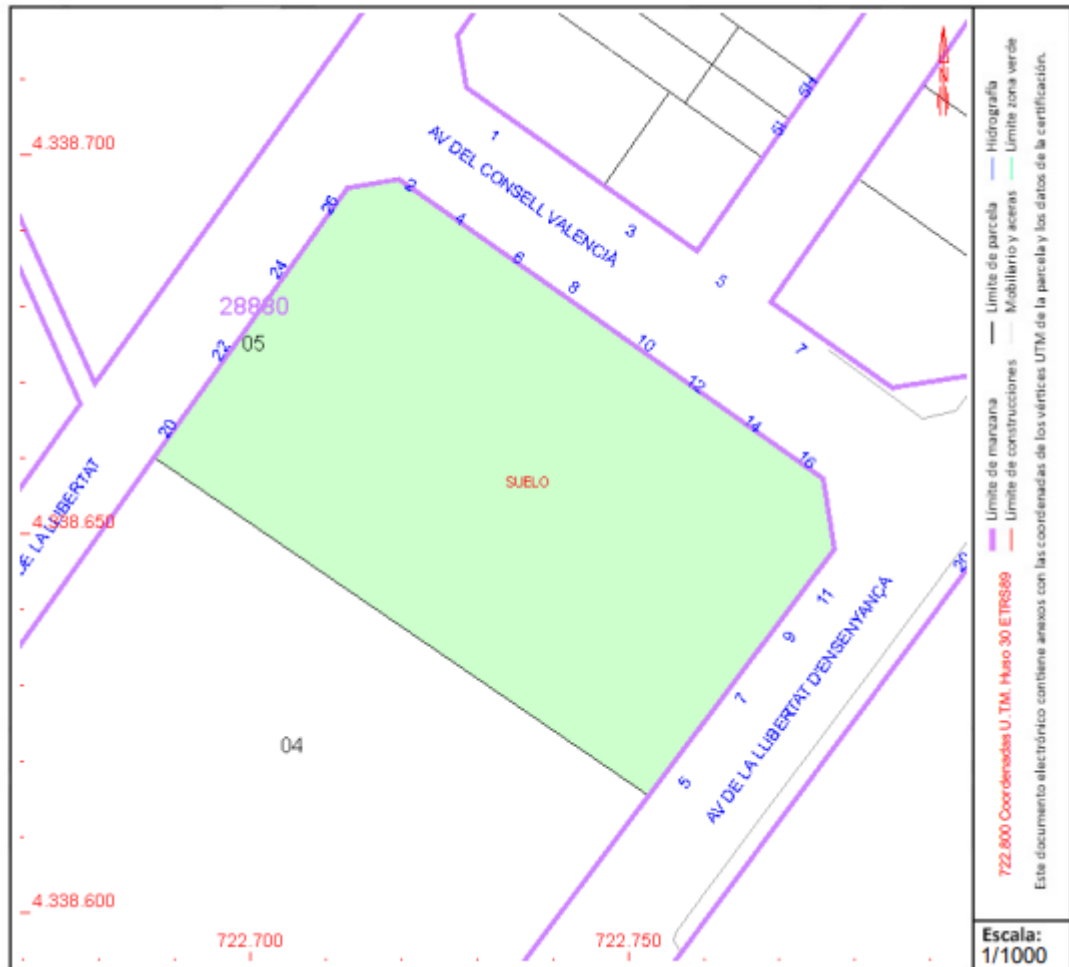 4.338.700
4.338.650
4.338.600
722.700
722.750
AV DEL CONSELL VALENCIÀ
1
3
5
7
5H
5I
2
4
6
8
10
12
14
16
26
24
22
20
28880
05
SUELO
04
DE LA LLIBERTAT
AV DE LA LLIBERTAT D'ENSENYANÇA
11
9
7
5
20
Límite de manzana
Límite de parcela
Hidrografía
Límite de construcciones
Mobiliario y aceras
Límite zona verde
722.800 Coordenadas U.T.M. Huso 30 ETRS89
Este documento electrónico contiene anexos con las coordenadas de los vértices UTM de la parcela y los datos de la certificación.
Escala:
1/1000